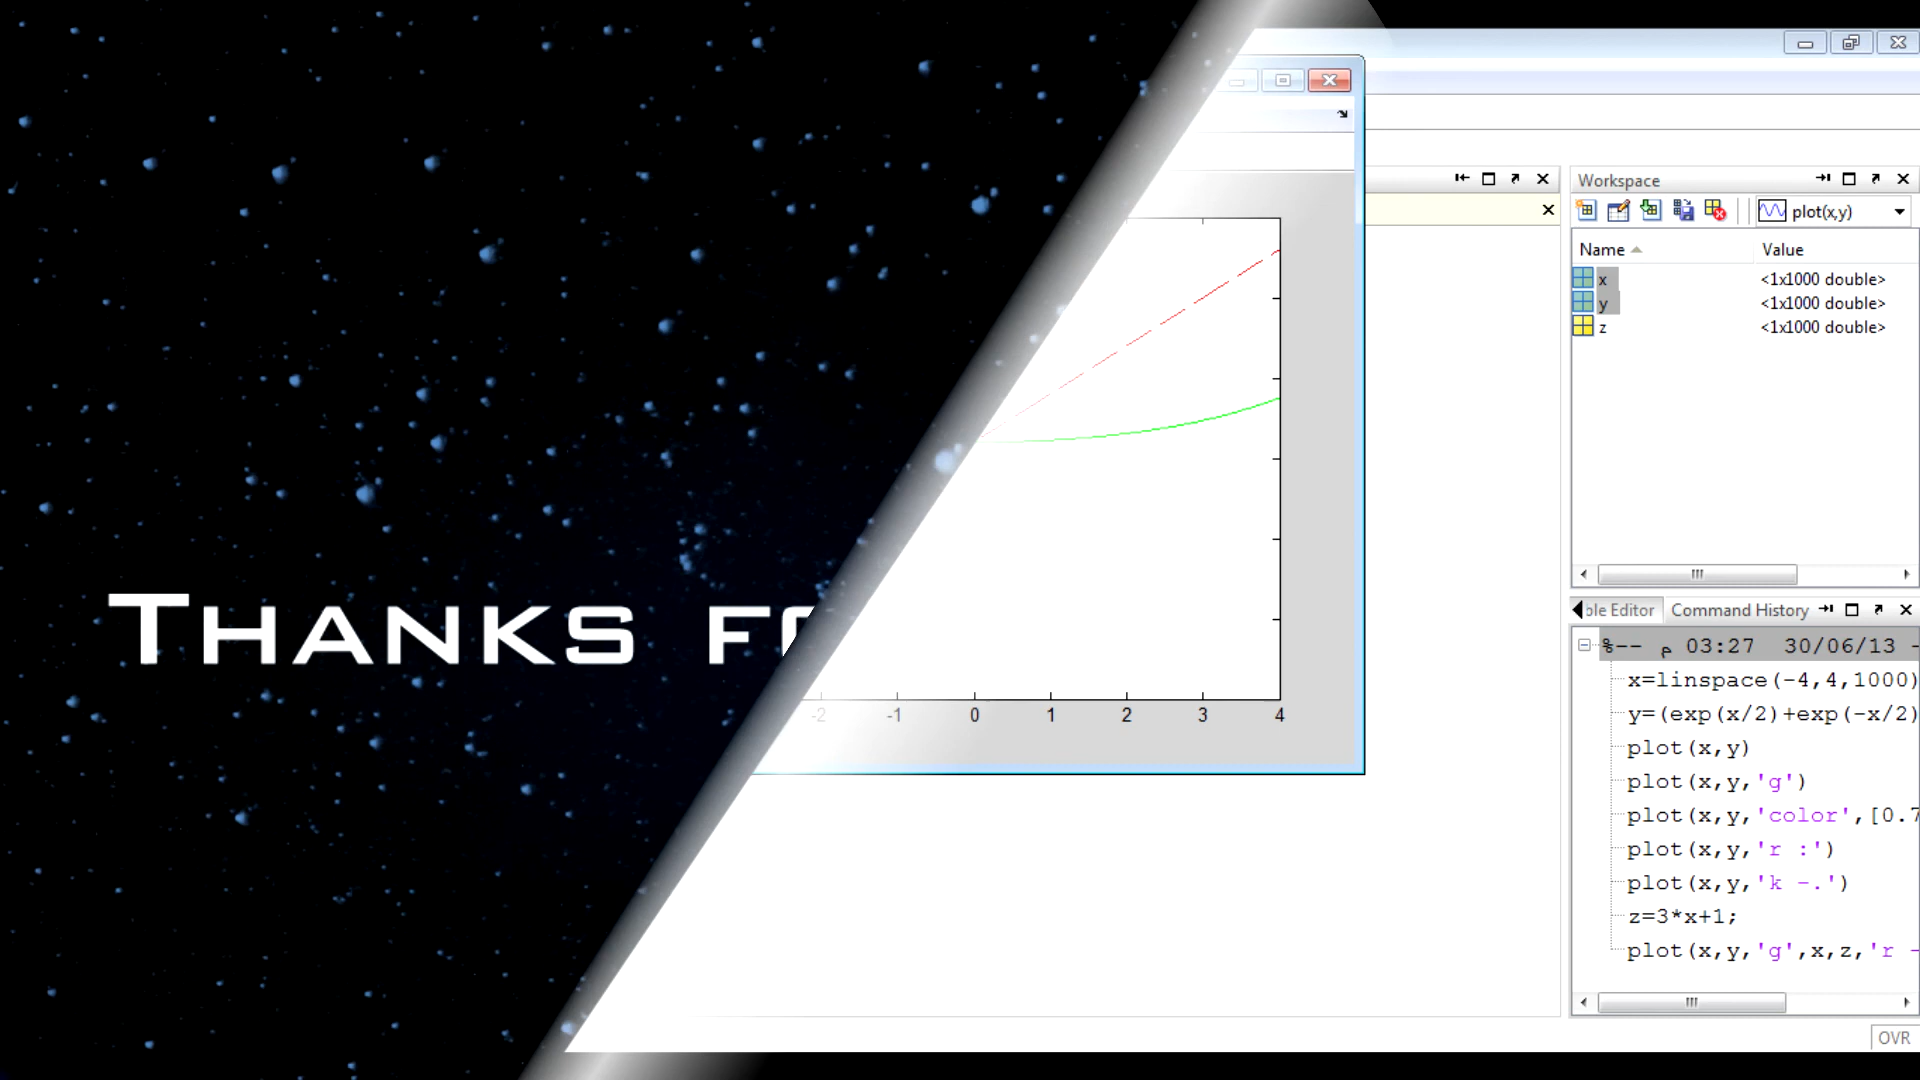 THANKS FO
Workspace
plot(x,y)
Name Value
x <1x1000 double>
y <1x1000 double>
z <1x1000 double>
-2 -1 0 1 2 3 4
ble Editor Command History
%-- م 03:27 30/06/13 -
x=linspace(-4,4,1000)
y=(exp(x/2)+exp(-x/2)
plot(x,y)
plot(x,y,'g')
plot(x,y,'color',[0.7
plot(x,y,'r :')
plot(x,y,'k -.')
z=3*x+1;
plot(x,y,'g',x,z,'r -
OVR